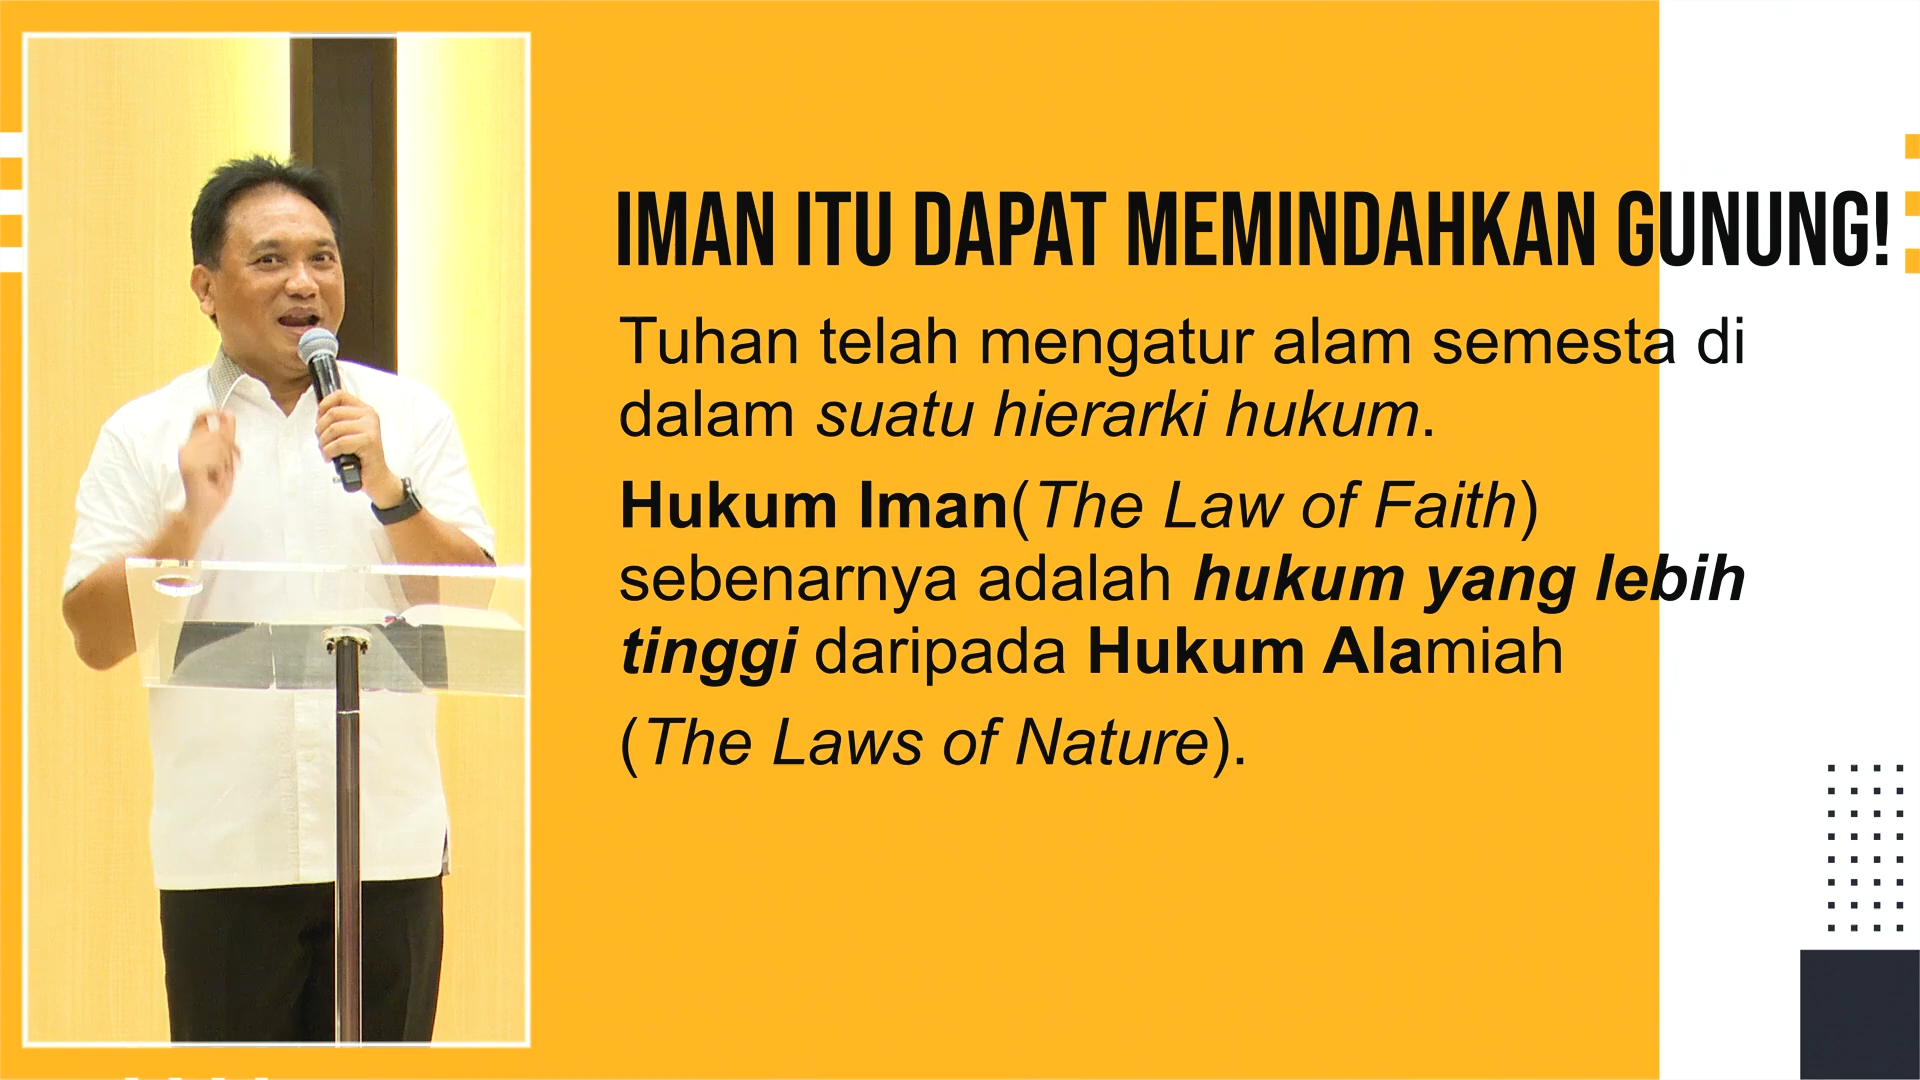 IMAN ITU DAPAT MEMINDAHKAN GUNUNG!
Tuhan telah mengatur alam semesta di
dalam suatu hierarki hukum.
Hukum Iman(The Law of Faith)
sebenarnya adalah hukum yang lebih
tinggi daripada Hukum Alamiah
(The Laws of Nature).